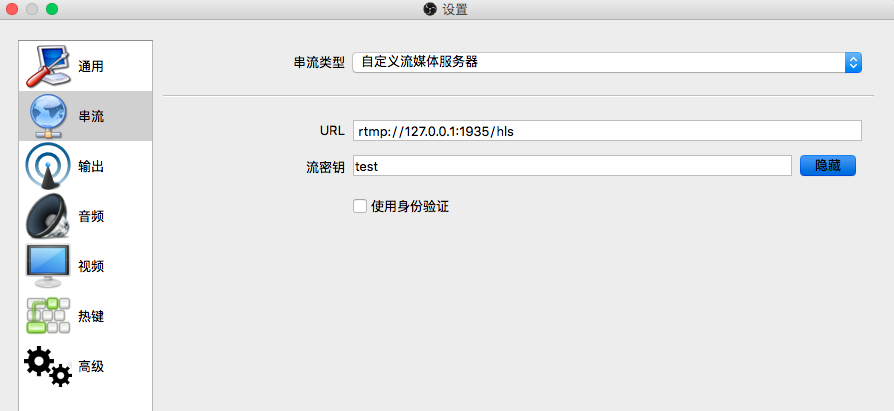 设置
通用
串流
输出
音频
视频
热键
高级
串流类型 自定义流媒体服务器
URL rtmp://127.0.0.1:1935/hls
流密钥 test 隐藏
使用身份验证